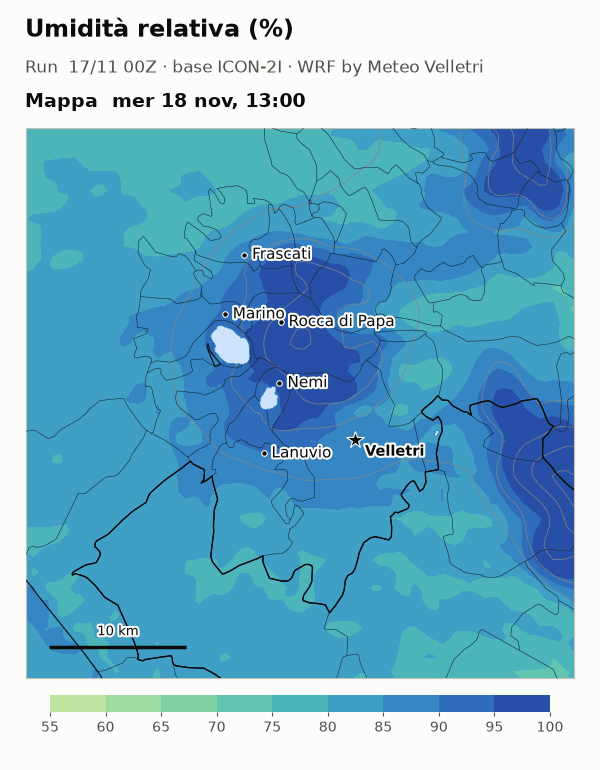 Umidità relativa (%)
Run  17/11 00Z · base ICON-2I · WRF by Meteo Velletri
Mappa  mer 18 nov, 13:00
Frascati
Marino
Rocca di Papa
Nemi
Velletri
Lanuvio
10 km
55 60 65 70 75 80 85 90 95 100